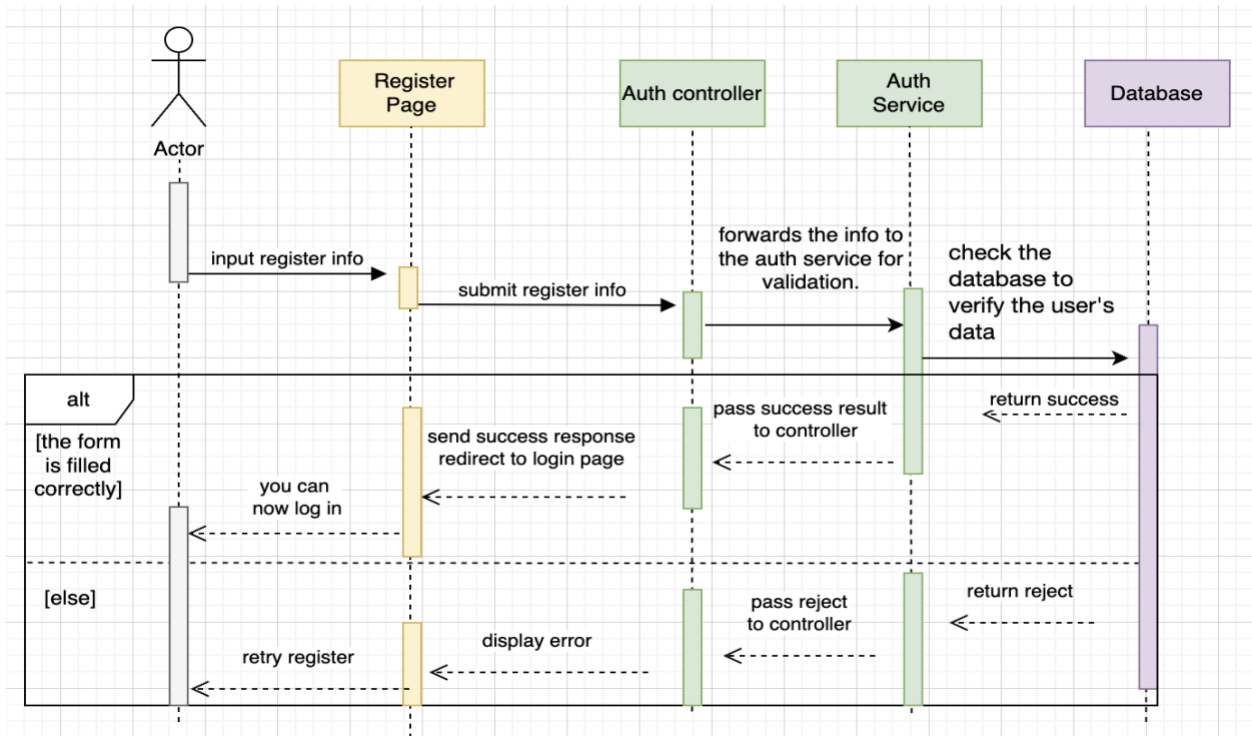 Actor
Register
Page
Auth controller
Auth
Service
Database
input register info
submit register info
forwards the info to
the auth service for
validation.
check the
database to
verify the user's
data
alt
[the form
is filled
correctly]
return success
pass success result
to controller
send success response
redirect to login page
you can
now log in
[else]
return reject
pass reject
to controller
display error
retry register